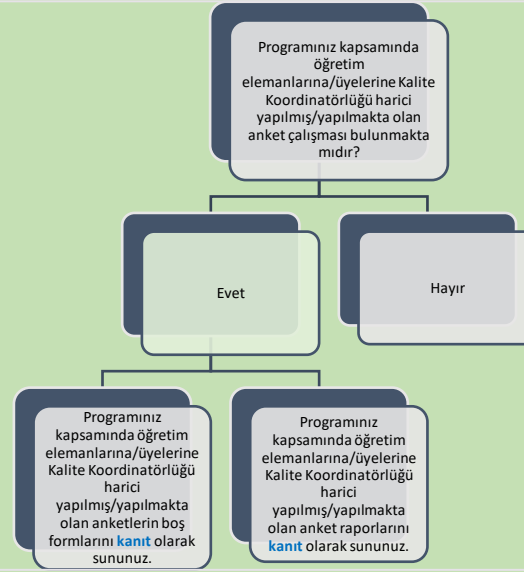 Programınız kapsamında
öğretim
elemanlarına/üyelerine Kalite
Koordinatörlüğü harici
yapılmış/yapılmakta olan
anket çalışması bulunmakta
mıdır?
Evet
Hayır
Programınız
kapsamında öğretim
elemanlarına/üyelerine
Kalite Koordinatörlüğü
harici
yapılmış/yapılmakta
olan anketlerin boş
formlarını kanıt olarak
sununuz.
Programınız
kapsamında öğretim
elemanlarına/üyelerine
Kalite Koordinatörlüğü
harici
yapılmış/yapılmakta
olan anket raporlarını
kanıt olarak sununuz.